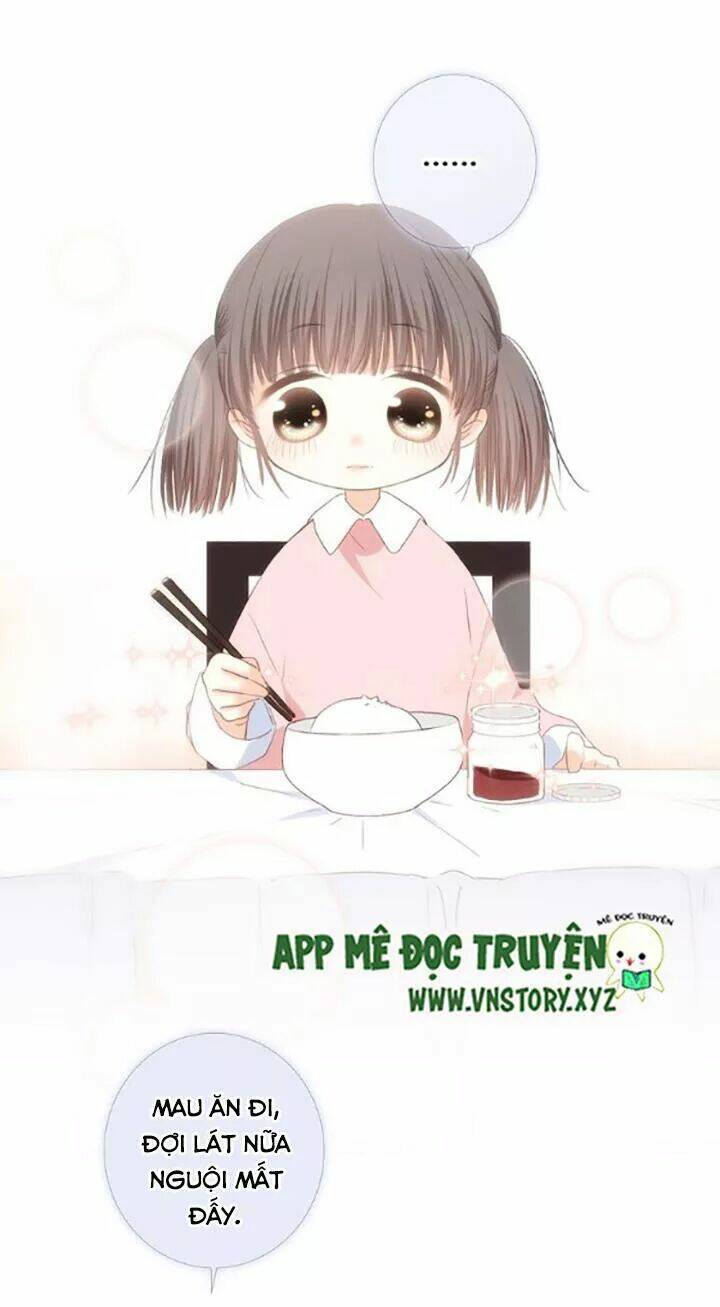 ......
MÊ ĐỌC TRUYỆN
APP MÊ ĐỌC TRUYỆN
WWW.VNSTORY.XYZ
MAU ĂN ĐI,
ĐỢI LÁT NỮA
NGUỘI MẤT
ĐẤY.